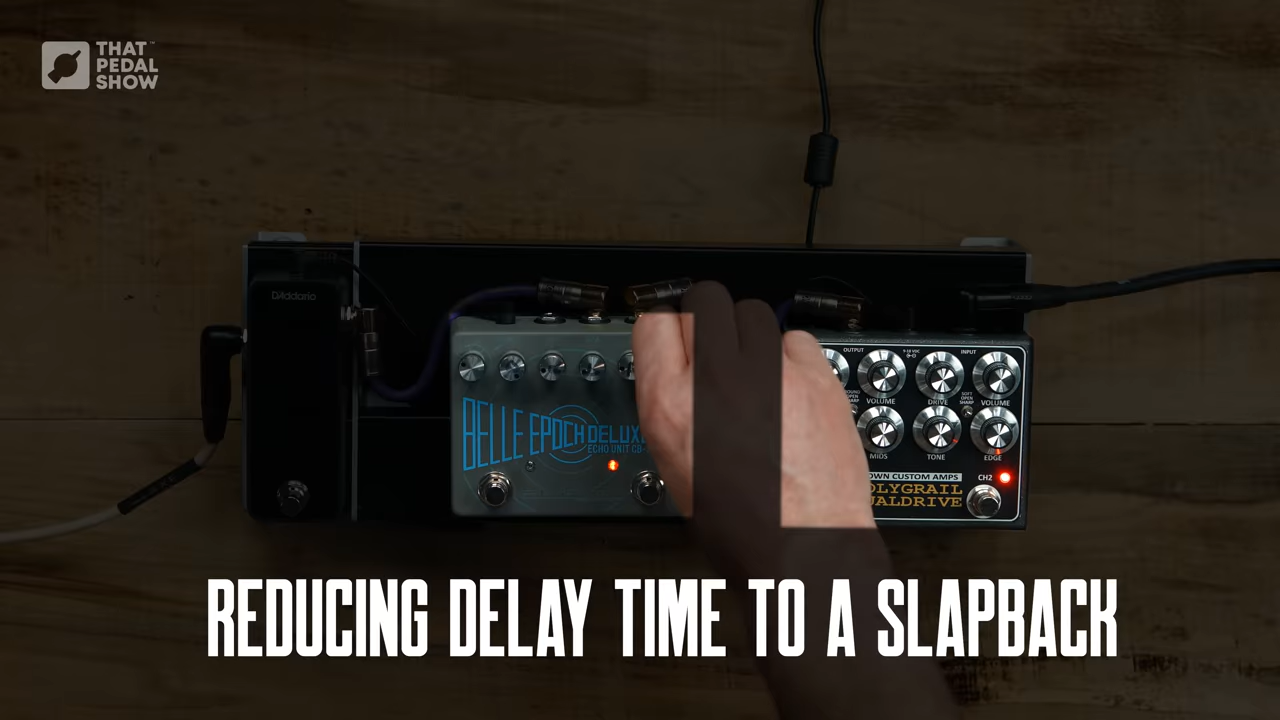 THAT
PEDAL
SHOW
D'Addario
OUTPUT
INPUT
VOLUME
DRIVE
VOLUME
MIDS
TONE
EDGE
BELLE EPOCH DELUX
ECHO UNIT CB-
CH2
OWN CUSTOM AMPS
OLYGRAIL
UALDRIVE
REDUCING DELAY TIME TO A SLAPBACK